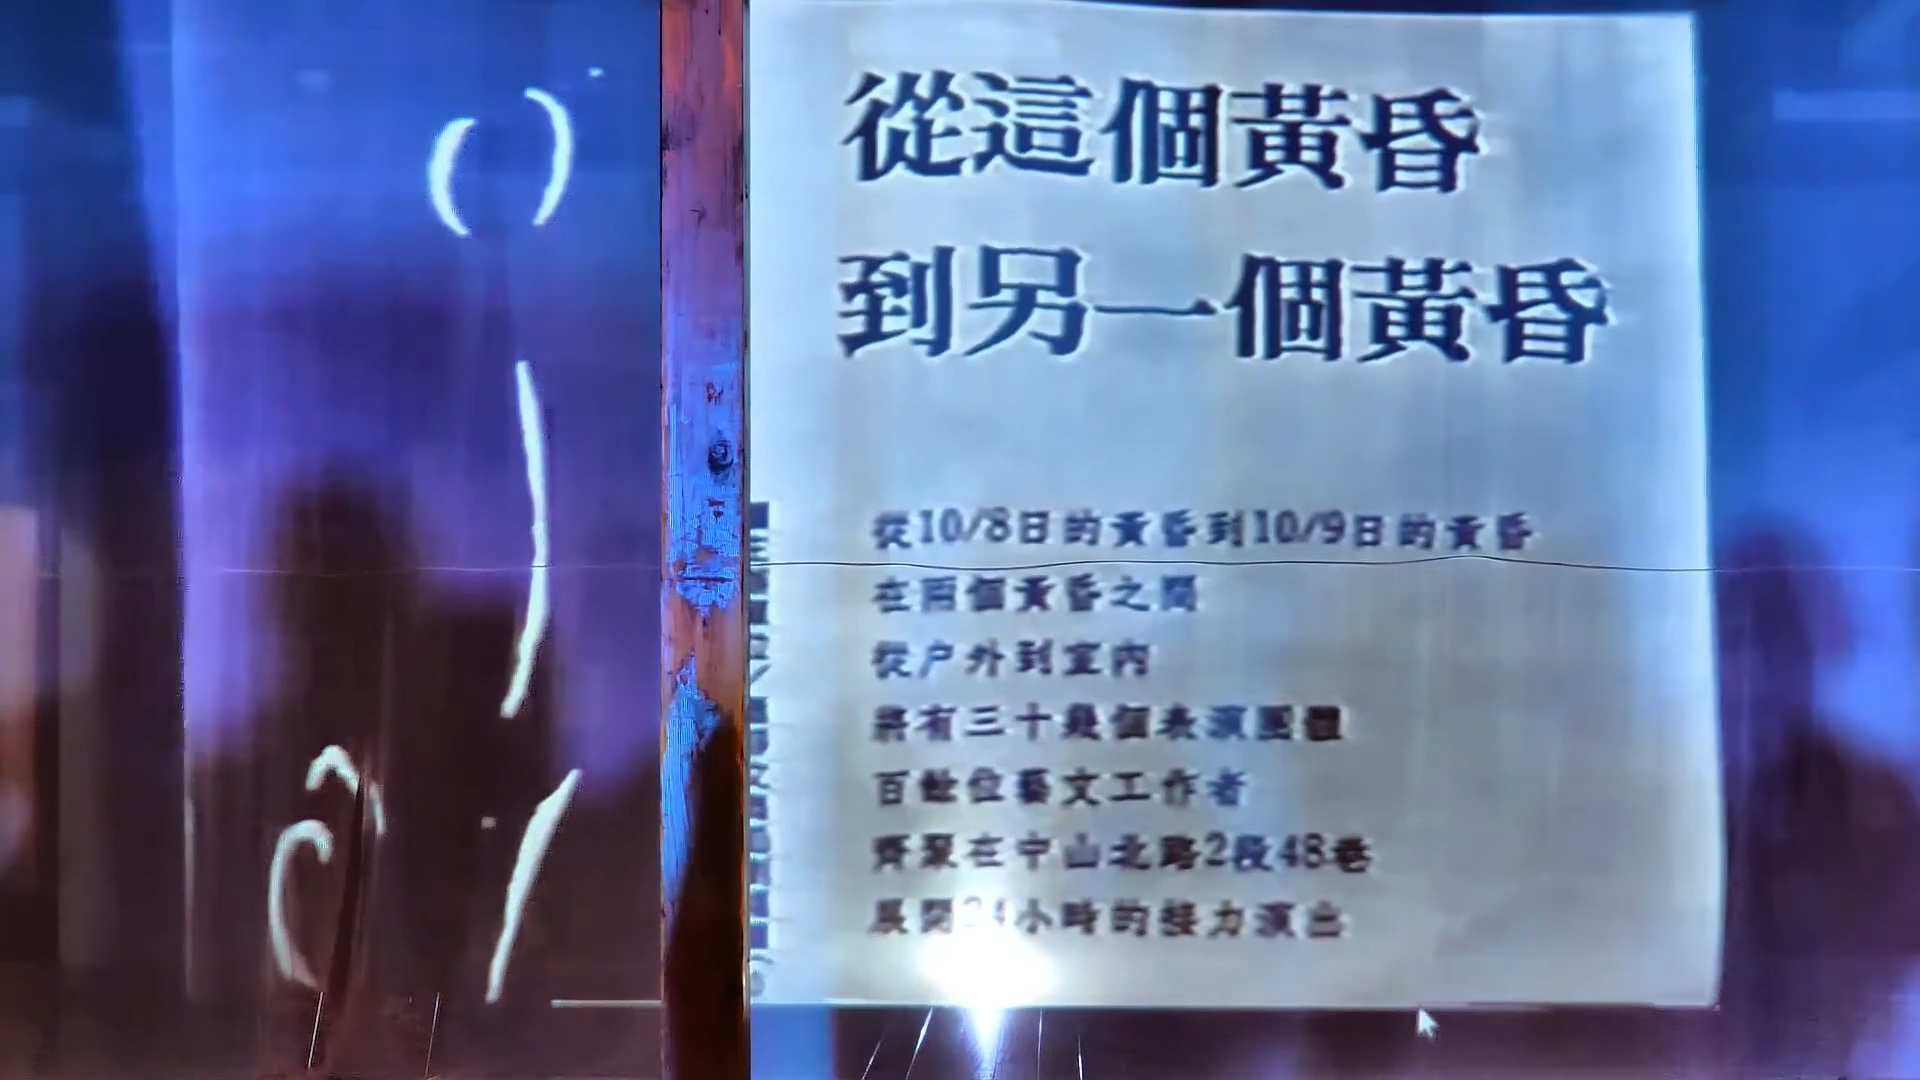 從這個黃昏
到另一個黃昏
從10/8日的黃昏到10/9日的黃昏
在兩個黃昏之間
從戶外到室內
將有三十幾個表演團體
百餘位藝文工作者
齊聚在中山北路2段48巷
展開24小時的接力演出